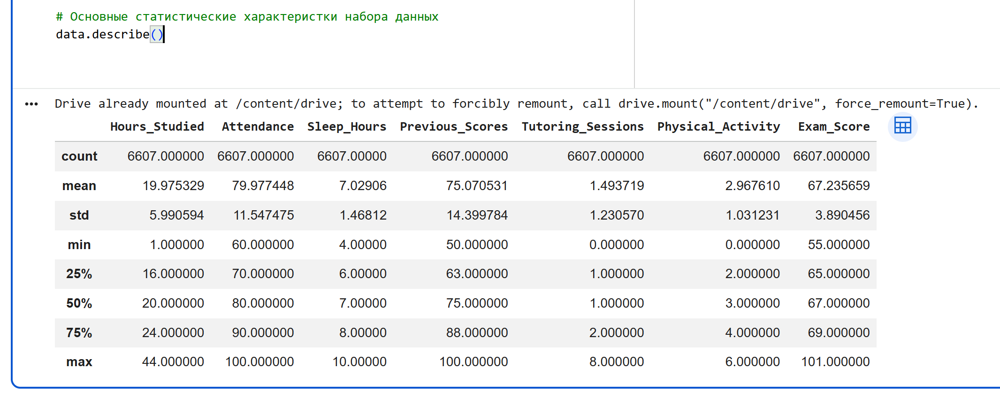 # Основные статистические характеристки набора данных
data.describe()
Drive already mounted at /content/drive; to attempt to forcibly remount, call drive.mount("/content/drive", force_remount=True).
Hours_Studied Attendance Sleep_Hours Previous_Scores Tutoring_Sessions Physical_Activity Exam_Score
count 6607.000000 6607.000000 6607.00000 6607.000000 6607.000000 6607.000000 6607.000000
mean 19.975329 79.977448 7.02906 75.070531 1.493719 2.967610 67.235659
std 5.990594 11.547475 1.46812 14.399784 1.230570 1.031231 3.890456
min 1.000000 60.000000 4.00000 50.000000 0.000000 0.000000 55.000000
25% 16.000000 70.000000 6.00000 63.000000 1.000000 2.000000 65.000000
50% 20.000000 80.000000 7.00000 75.000000 1.000000 3.000000 67.000000
75% 24.000000 90.000000 8.00000 88.000000 2.000000 4.000000 69.000000
max 44.000000 100.000000 10.00000 100.000000 8.000000 6.000000 101.000000